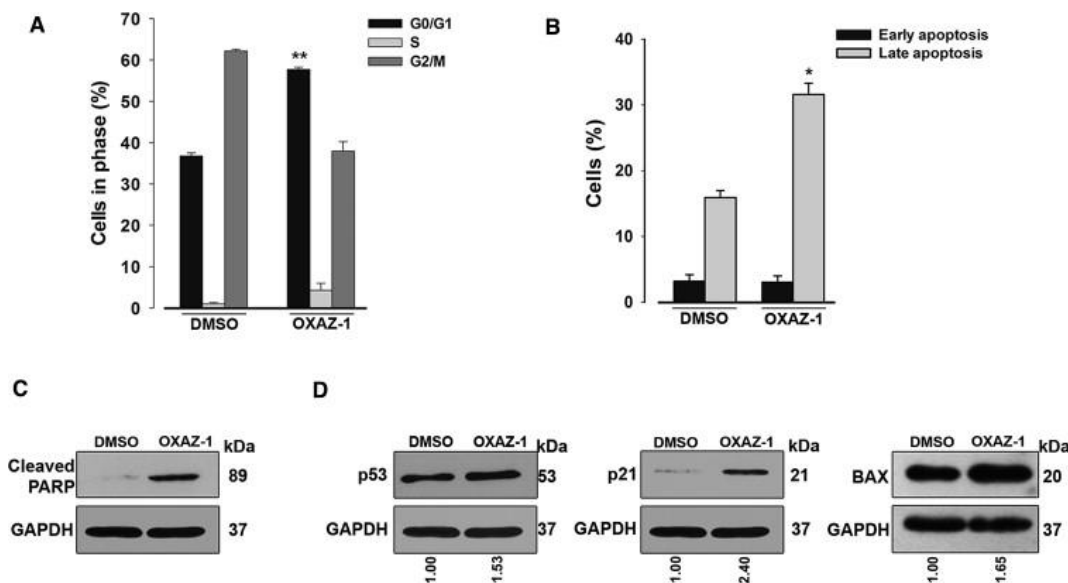 A
Cells in phase (%)
70
60
50
40
30
20
10
0
G0/G1
S
G2/M
**
DMSO
OXAZ-1
B
Cells (%)
40
30
20
10
0
Early apoptosis
Late apoptosis
*
DMSO
OXAZ-1
C
DMSO OXAZ-1 kDa
Cleaved
PARP
89
GAPDH 37
D
DMSO OXAZ-1 kDa
p53 53
GAPDH 37
1.00 1.53
DMSO OXAZ-1 kDa
p21 21
GAPDH 37
1.00 2.40
DMSO OXAZ-1 kDa
BAX 20
GAPDH 37
1.00 1.65